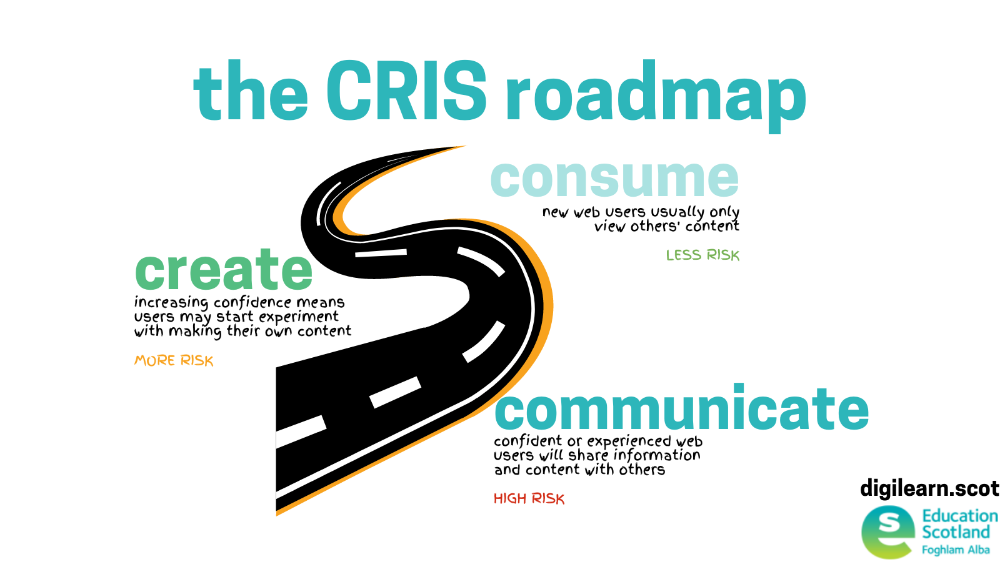 the CRIS roadmap
consume
new web users usually only
view others' content
LESS RISK
create
increasing confidence means
users may start experiment
with making their own content
MORE RISK
communicate
confident or experienced web
users will share information
and content with others
HIGH RISK
digilearn.scot
Education
Scotland
Foghlam Alba